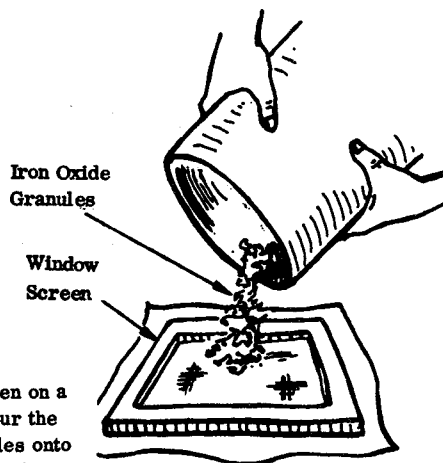 Iron Oxide
Granules
Window
Screen
en on a
ur the
les onto